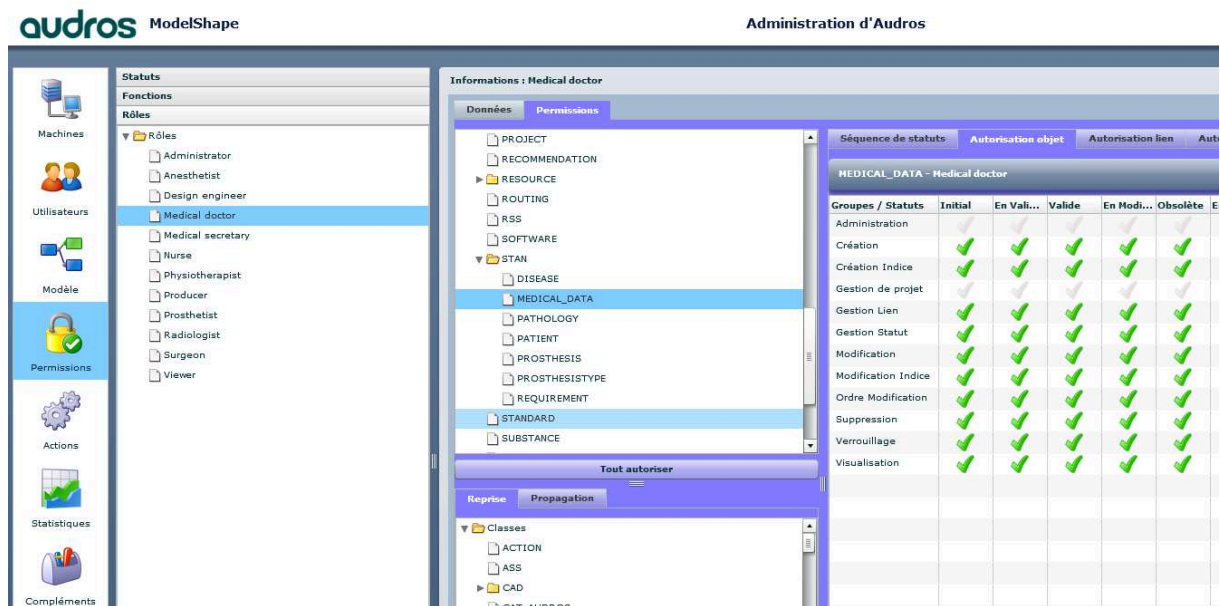 audros ModelShape
Administration d'Audros
Machines
Utilisateurs
Modèle
Permissions
Actions
Statistiques
Compléments
Statuts
Fonctions
Rôles
Rôles
Administrator
Anesthetist
Design engineer
Medical doctor
Medical secretary
Nurse
Physiotherapist
Producer
Prosthetist
Radiologist
Surgeon
Viewer
Informations : Medical doctor
Données Permissions
PROJECT
RECOMMENDATION
RESOURCE
ROUTING
RSS
SOFTWARE
STAN
DISEASE
MEDICAL_DATA
PATHOLOGY
PATIENT
PROSTHESIS
PROSTHESISTYPE
REQUIREMENT
STANDARD
SUBSTANCE
Tout autoriser
Reprise Propagation
Classes
ACTION
ASS
CAD
Séquence de statuts Autorisation objet Autorisation lien
MEDICAL_DATA - Medical doctor
Groupes / Statuts Initial En Vali... Valide En Modi... Obsolète
Administration
Création
Création Indice
Gestion de projet
Gestion Lien
Gestion Statut
Modification
Modification Indice
Ordre Modification
Suppression
Verrouillage
Visualisation